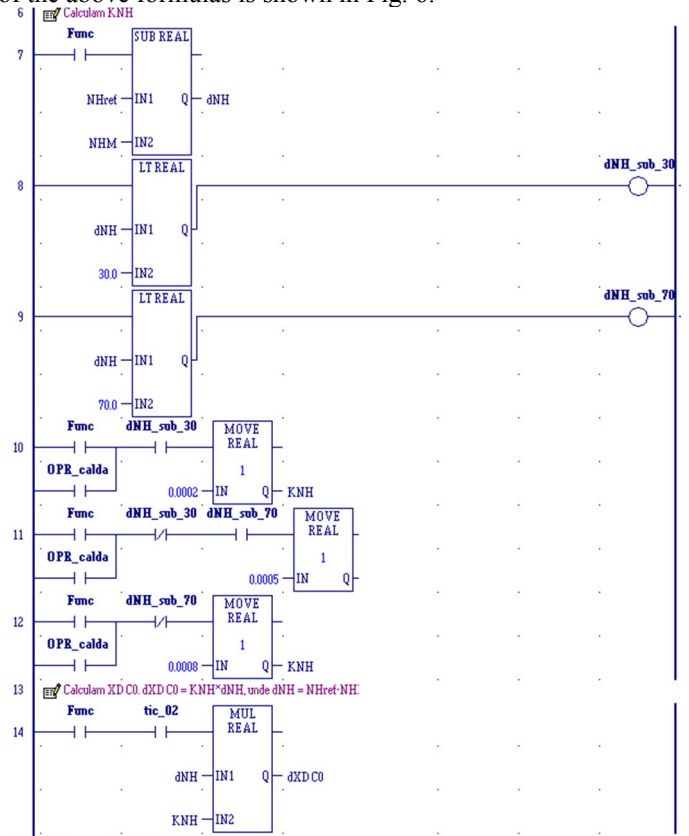 of the above formulas is shown in Fig. 6.
6 Calculam KNH
Func
SUB REAL
7
NHref IN1 Q dNH
NHM IN2
LT REAL
dNH_sub_30
8
dNH IN1 Q
30.0 IN2
LT REAL
dNH_sub_70
9
dNH IN1 Q
70.0 IN2
Func dNH_sub_30 MOVE
REAL
10
1
OPR_calda
0.0002 IN Q KNH
Func dNH_sub_30 dNH_sub_70 MOVE
REAL
11
1
OPR_calda
0.0005 IN Q
Func dNH_sub_70 MOVE
REAL
12
1
OPR_calda
0.0008 IN Q KNH
13 Calculam XD C0. dXD C0 = KNH*dNH, unde dNH = NHref-NH
Func tic_02 MUL
REAL
14
dNH IN1 Q dXD C0
KNH IN2